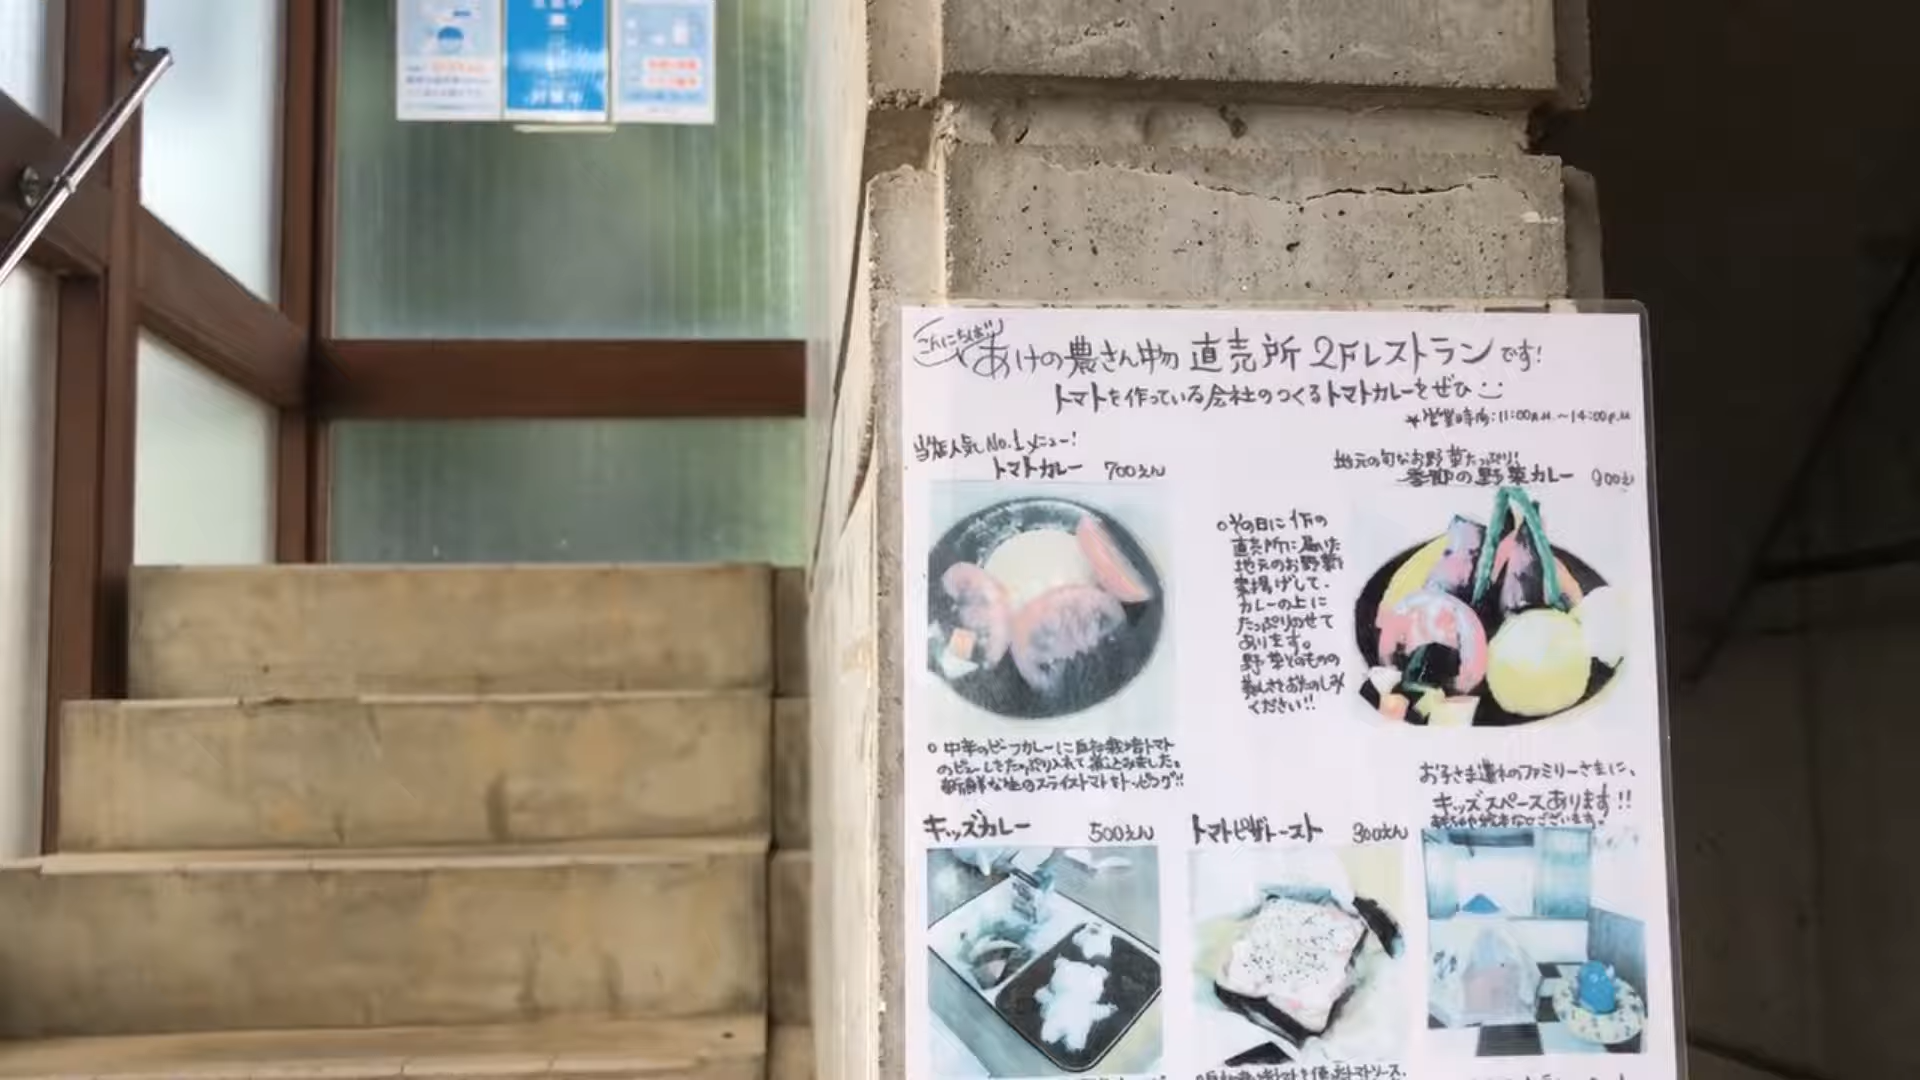 こんにちは!!
あけの農さん物 直売所 2Fレストランです!
トマトを作っている会社のつくるトマトカレーをぜひ
*営業時間:11:00A.M.~14:00P.M
当店人気No.1メニュー!
トマトカレー 700えん
。中辛のビーフカレーに自社栽培トマト
のピューレをたっぷり入れて煮込みました。
新鮮な生のスライストマトをトッピング!!
地元の旬なお野菜たっぷり!
季節の野菜カレー 900え
。その日に1Fの
直売所に届いた
地元のお野菜
素揚げして、
カレーの上に
たっぷりのせて
あります。
野菜そのものの
美しさをおたのしみ
ください!!
お子さま連れのファミリーさまに、
キッズスペースあります!!
キッズカレー 500えん
トマトピザトースト 300えん